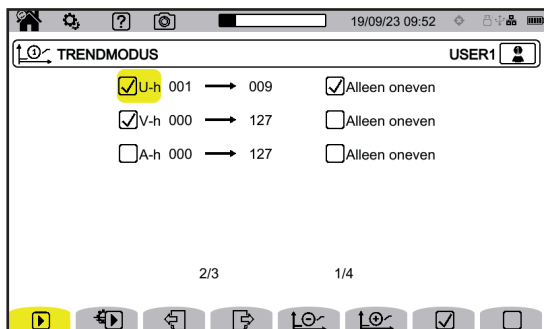 19/09/23 09:52
TRENDMODUS USER1
U-h 001 → 009 Alleen oneven
V-h 000 → 127 Alleen oneven
A-h 000 → 127 Alleen oneven
2/3 1/4